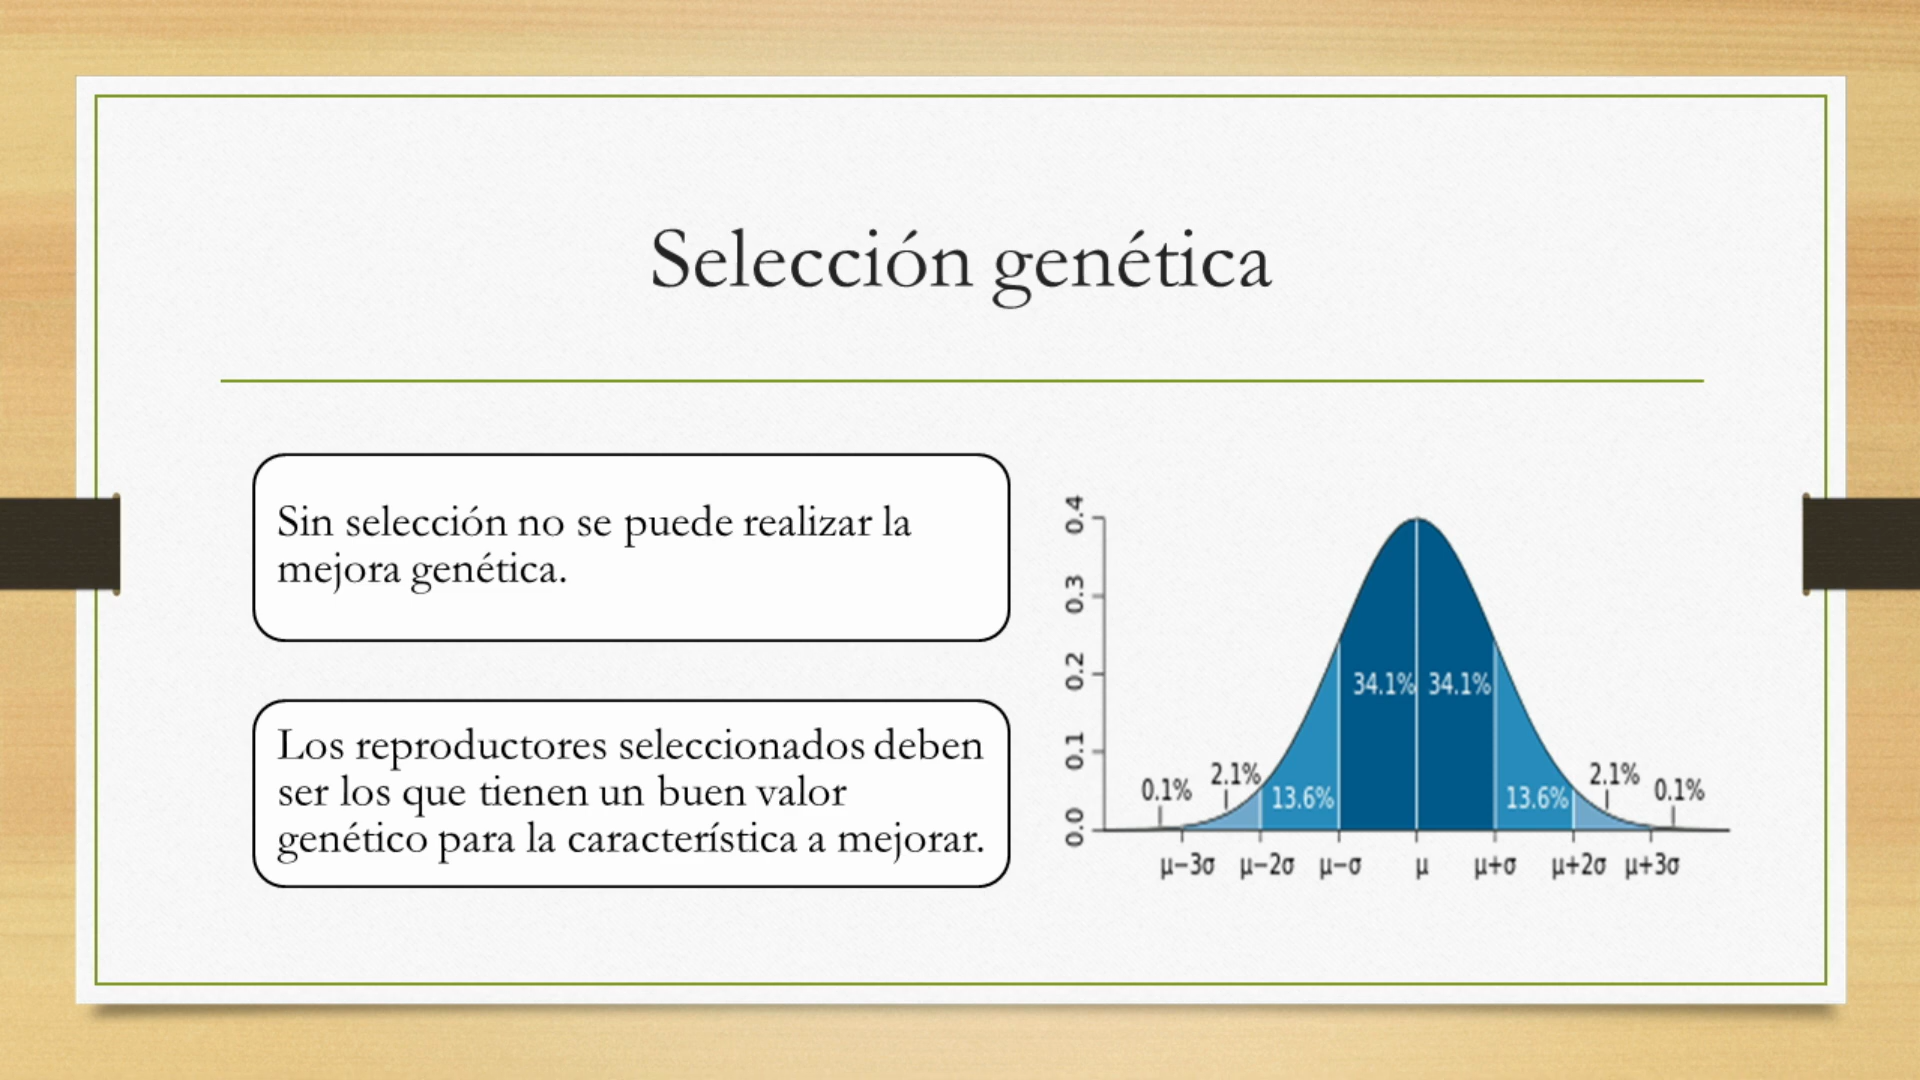 Selección genética
Sin selección no se puede realizar la
mejora genética.
Los reproductores seleccionados deben
ser los que tienen un buen valor
genético para la característica a mejorar.
0.4
0.3
0.2
0.1
0.0
34.1% 34.1%
0.1% 2.1% 13.6% 13.6% 2.1% 0.1%
μ−3σ μ−2σ μ−σ μ μ+σ μ+2σ μ+3σ